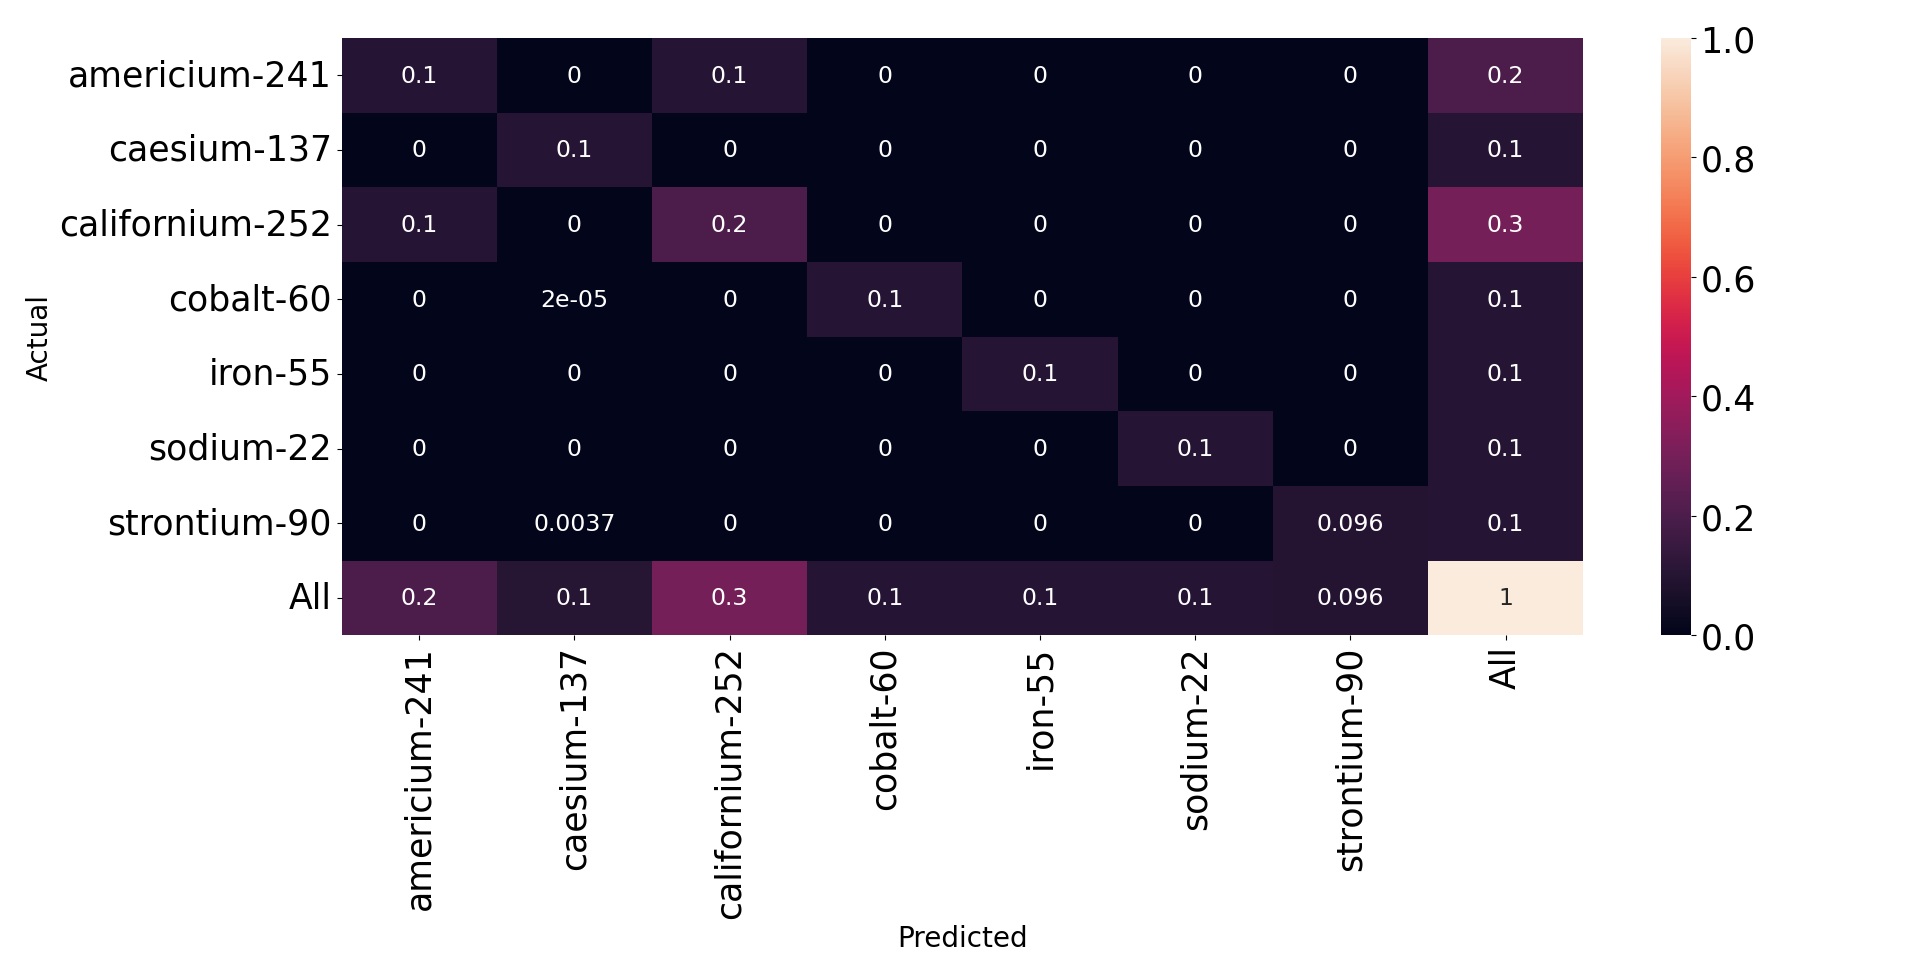 americium-241 0.1 0 0.1 0 0 0 0 0.2
caesium-137 0 0.1 0 0 0 0 0 0.1
californium-252 0.1 0 0.2 0 0 0 0 0.3
cobalt-60 0 2e-05 0 0.1 0 0 0 0.1
iron-55 0 0 0 0 0.1 0 0 0.1
sodium-22 0 0 0 0 0 0.1 0 0.1
strontium-90 0 0.0037 0 0 0 0 0.096 0.1
All 0.2 0.1 0.3 0.1 0.1 0.1 0.096 1
Actual
americium-241 caesium-137 californium-252 cobalt-60 iron-55 sodium-22 strontium-90 All
Predicted
1.0
0.8
0.6
0.4
0.2
0.0